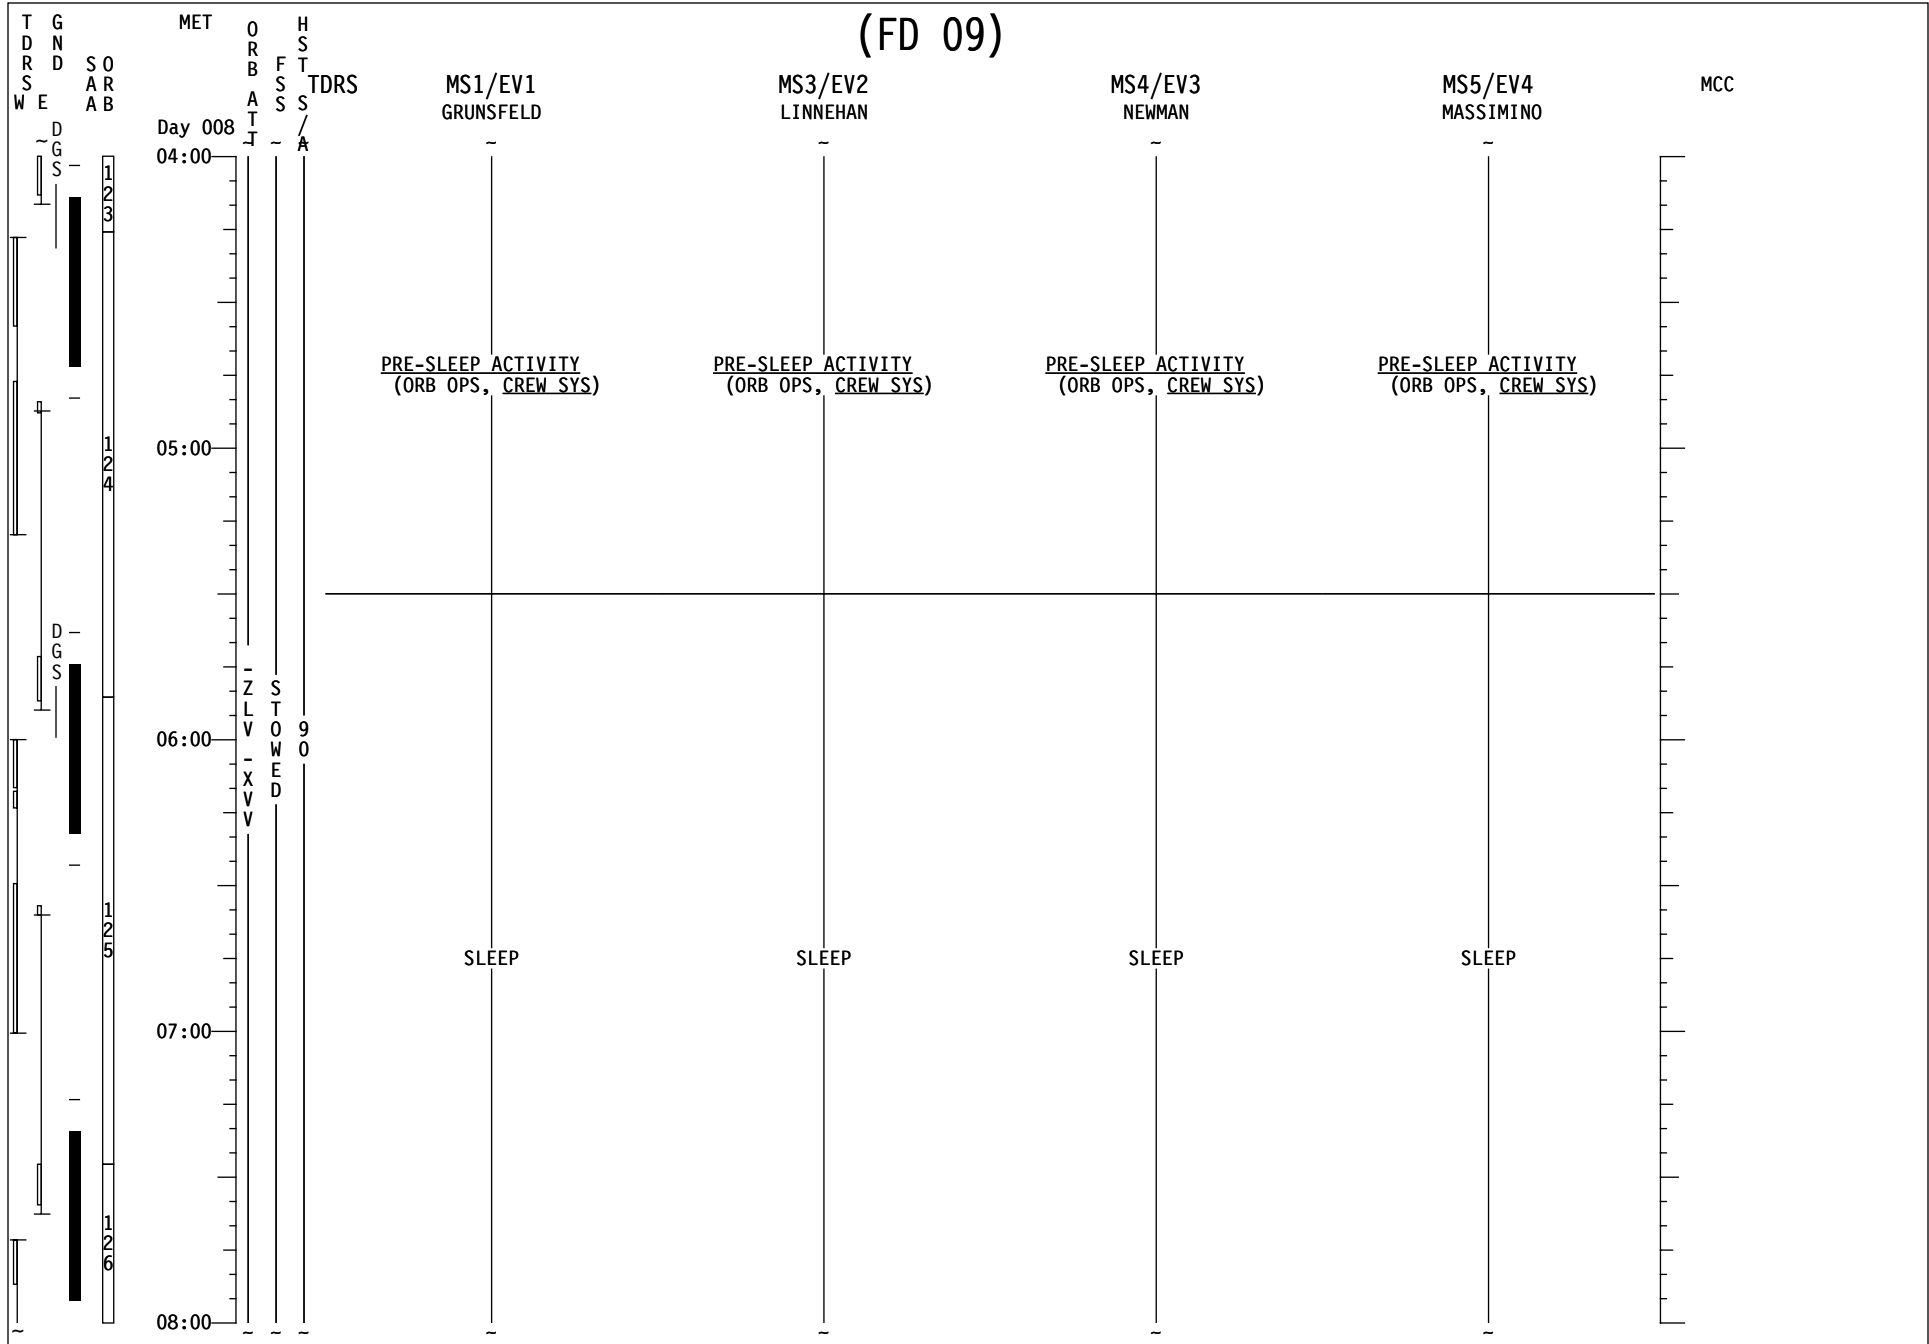 (FD 09)
TDRS W E
GND
SAA
ORB
MET
ORB ATT
FSS
HST S/A
TDRS
MS1/EV1
GRUNSFELD
MS3/EV2
LINNEHAN
MS4/EV3
NEWMAN
MS5/EV4
MASSIMINO
MCC
Day 008
DGS
~ ~ ~ ~ ~ ~ ~
04:00
123
PRE-SLEEP ACTIVITY PRE-SLEEP ACTIVITY PRE-SLEEP ACTIVITY PRE-SLEEP ACTIVITY
(ORB OPS, CREW SYS) (ORB OPS, CREW SYS) (ORB OPS, CREW SYS) (ORB OPS, CREW SYS)
05:00
124
DGS
-ZLV -XVV
STOWED
90
06:00
125
SLEEP SLEEP SLEEP SLEEP
07:00
126
08:00
~ ~ ~ ~ ~ ~ ~ ~